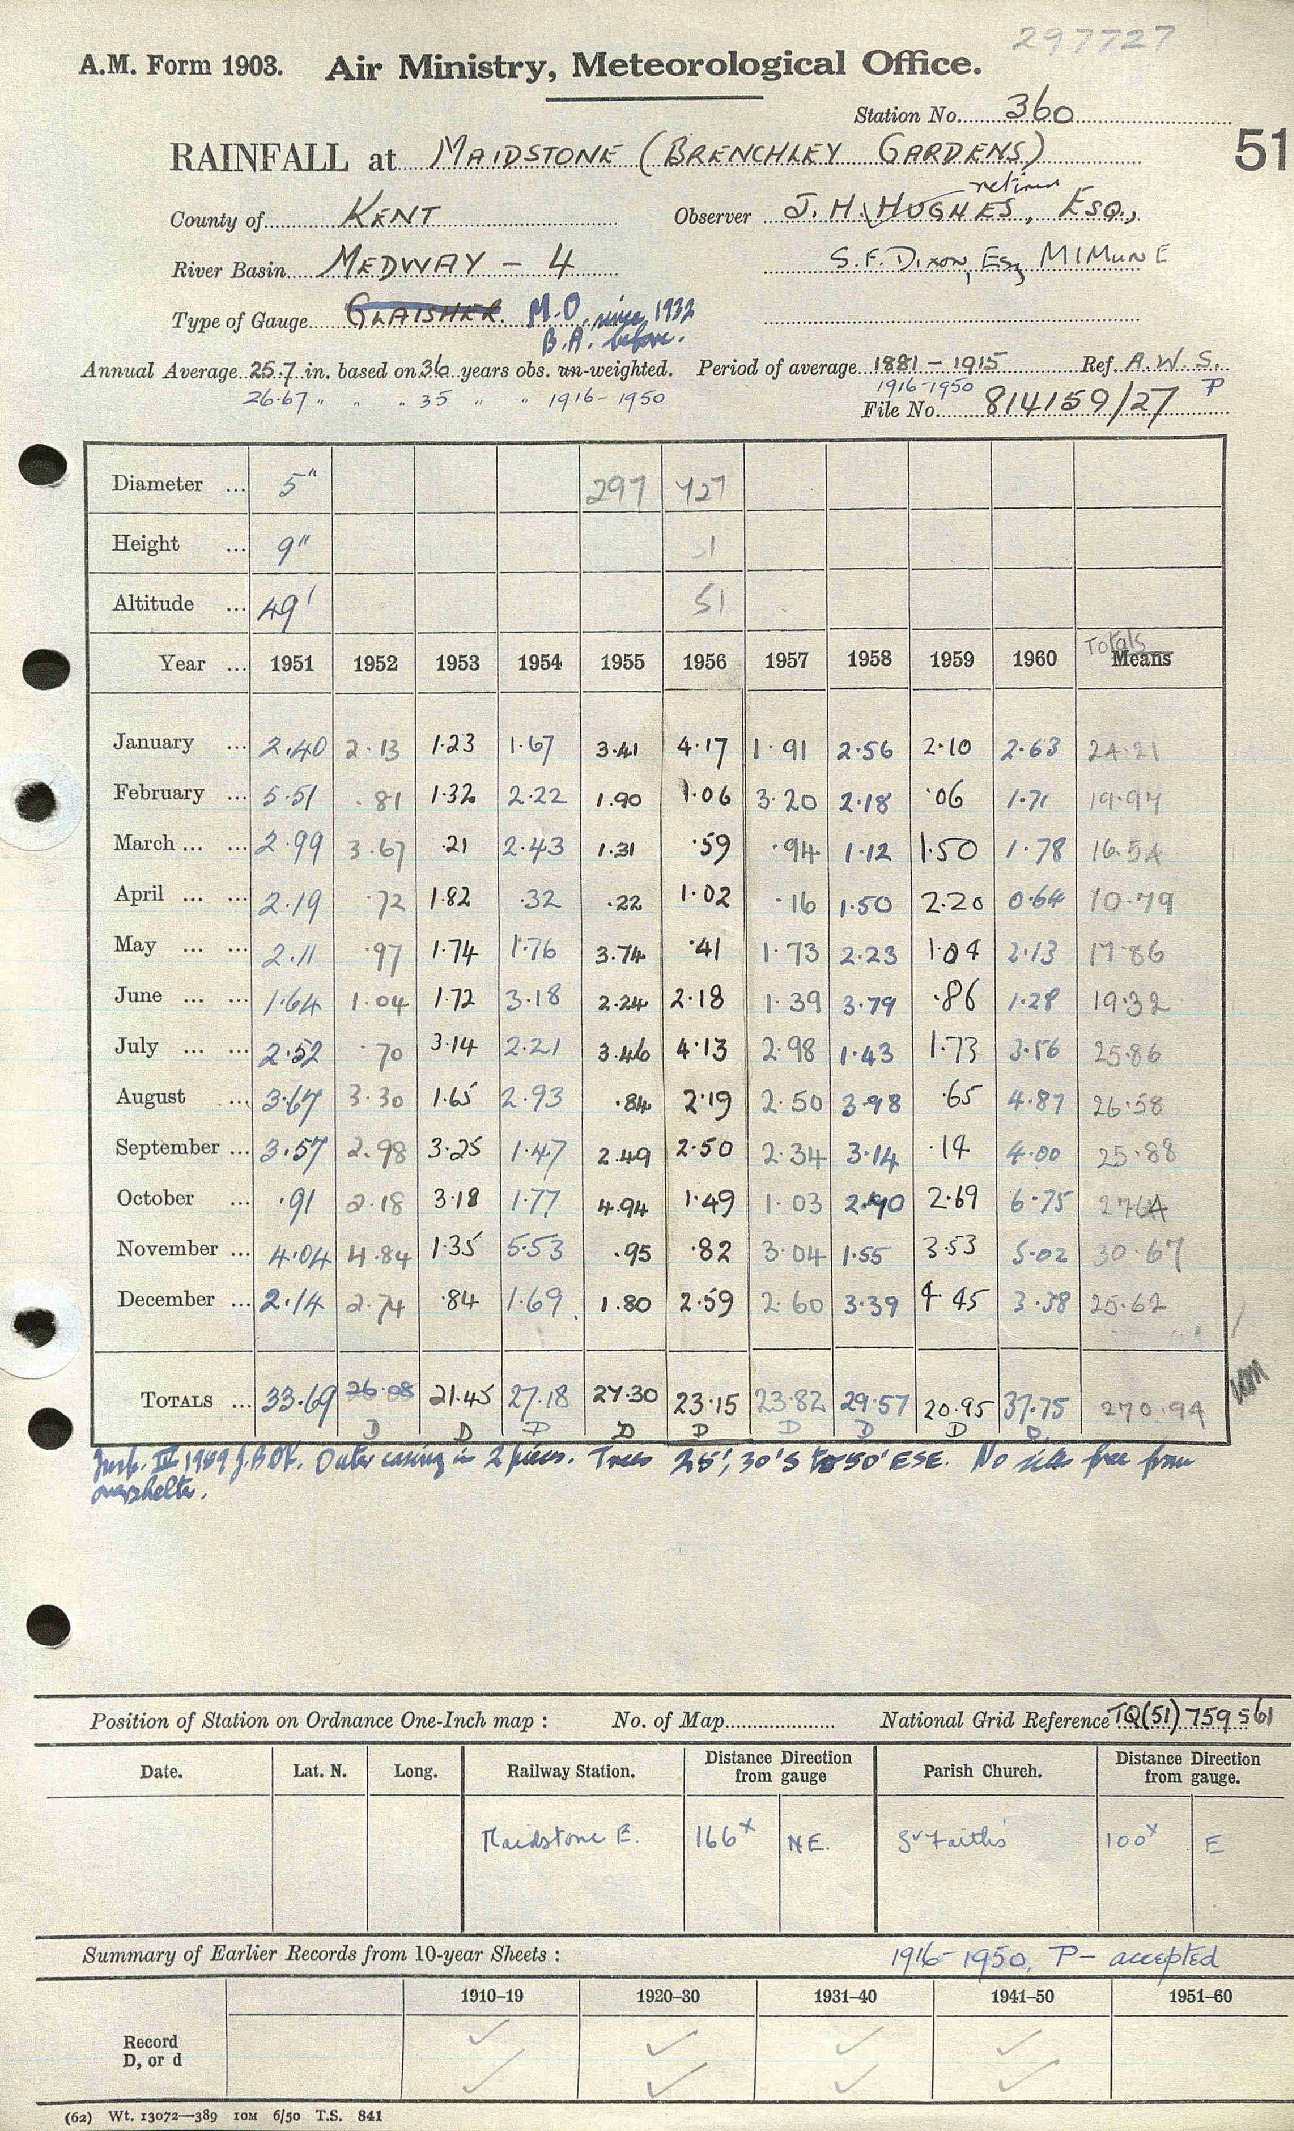 297727
A.M. Form 1903. Air Ministry, Meteorological Office.
Station No. 360
51
RAINFALL at MAIDSTONE (BRENCHLEY GARDENS)
retired
County of KENT Observer J. H. HUGHES, ESQ.,
River Basin MEDWAY - 4 S. F. DIXON, Esq, MIMunE
Type of Gauge GLAISHER. M.O. since 1932
B.A. before.
Annual Average 25.7 in. based on 36 years obs. un-weighted. Period of average 1881 - 1915 Ref. A. W. S.
26.67 " " " 35 " " 1916 - 1950 1916-1950 P
File No. 814159/27
Diameter ... 5" 297 727
Height ... 9" 51
Altitude ... 49' 51
Totals
Year ... 1951 1952 1953 1954 1955 1956 1957 1958 1959 1960 Means
January ... 2.40 2.13 1.23 1.67 3.41 4.17 1.91 2.56 2.10 2.63 24.21
February ... 5.51 .81 1.32 2.22 1.90 1.06 3.20 2.18 .06 1.71 19.97
March ... ... 2.99 3.67 .21 2.43 1.31 .59 .94 1.12 1.50 1.78 16.54
April ... ... 2.19 .72 1.82 .32 .22 1.02 .16 1.50 2.20 0.64 10.79
May ... ... 2.11 .97 1.74 1.76 3.74 .41 1.73 2.23 1.04 2.13 17.86
June ... ... 1.64 1.04 1.72 3.18 2.24 2.18 1.39 3.79 .86 1.28 19.32
July ... ... 2.52 .70 3.14 2.21 3.46 4.13 2.98 1.43 1.73 3.56 25.86
August ... 3.67 3.30 1.65 2.93 .84 2.19 2.50 3.98 .65 4.87 26.58
September ... 3.57 2.98 3.25 1.47 2.49 2.50 2.34 3.14 .14 4.00 25.88
October ... .91 2.18 3.18 1.77 4.94 1.49 1.03 2.70 2.69 6.75 27.64
November ... 4.04 4.84 1.35 5.53 .95 .82 3.04 1.55 3.53 5.02 30.67
December ... 2.14 2.74 .84 1.69 1.80 2.59 2.60 3.39 4.45 3.38 25.62
TOTALS ... 33.69 26.08 21.45 27.18 27.30 23.15 23.82 29.57 20.95 37.75 270.94
D D D D D D D D D
Insp. III 1959 Outer casing in 2 pieces. Trees 25', 30'S to 50' ESE. No site free from
overshelter.
Position of Station on Ordnance One-Inch map : No. of Map National Grid Reference TQ(51) 759561
Date. Lat. N. Long. Railway Station. Distance Direction from gauge Parish Church. Distance Direction from gauge.
Maidstone E. 166x NE. St Faiths' 100x E
Summary of Earlier Records from 10-year Sheets : 1916-1950, P - accepted
1910–19 1920–30 1931–40 1941–50 1951–60
Record ✓ ✓ ✓ ✓
D, or d ✓ ✓ ✓ ✓
(62) Wt. 13072—389 10M 6/50 T.S. 841